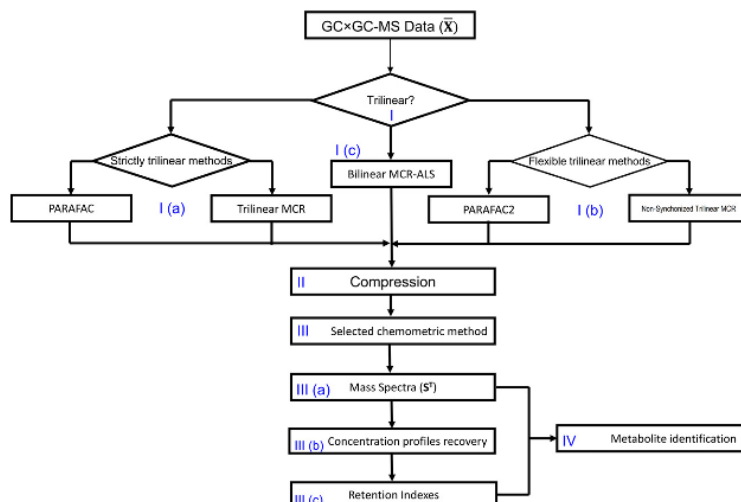 GC×GC-MS Data (X̄)
Trilinear?
I
I (c)
Strictly trilinear methods
Bilinear MCR-ALS
Flexible trilinear methods
PARAFAC
I (a)
Trilinear MCR
PARAFAC2
I (b)
Non-Synchonized Trilinear MCR
II Compression
III Selected chemometric method
III (a) Mass Spectra (Sᵀ)
III (b) Concentration profiles recovery
IV Metabolite identification
III (c) Retention Indexes